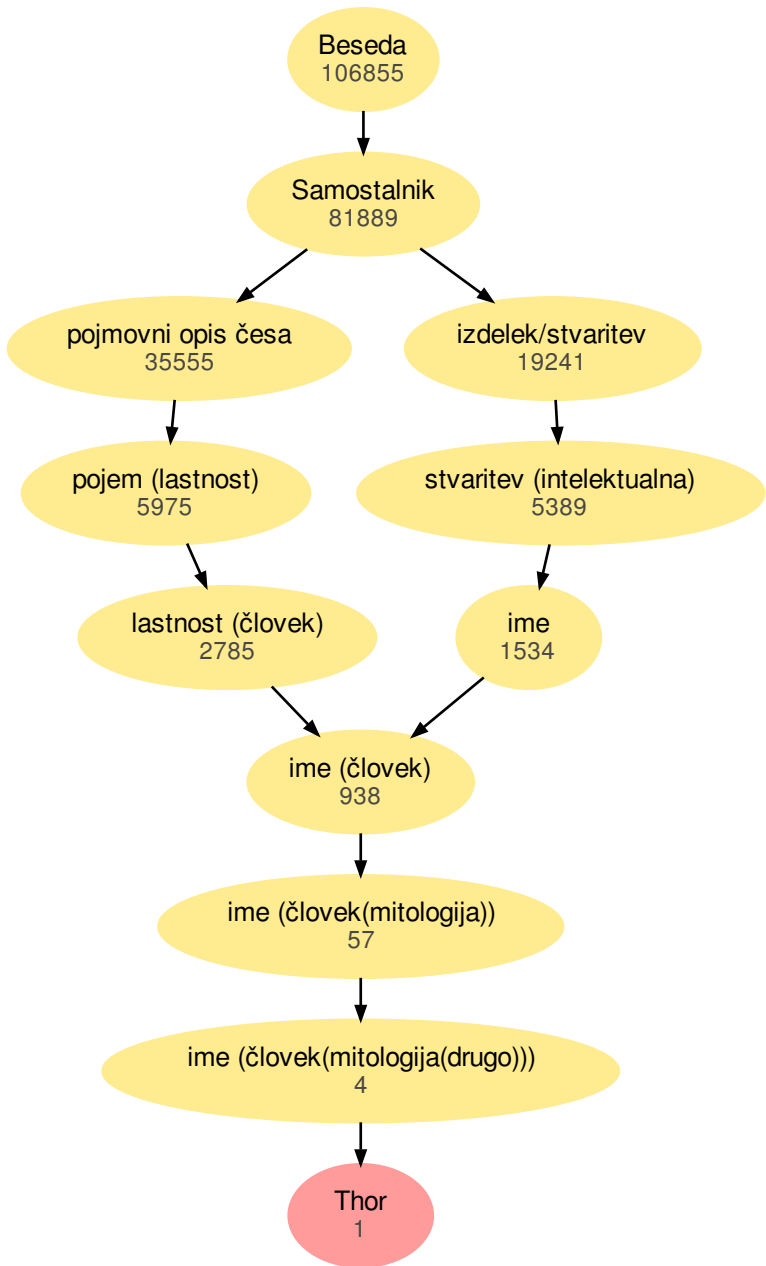 Beseda
106855
Samostalnik
81889
pojmovni opis česa
35555
izdelek/stvaritev
19241
pojem (lastnost)
5975
stvaritev (intelektualna)
5389
lastnost (človek)
2785
ime
1534
ime (človek)
938
ime (človek(mitologija))
57
ime (človek(mitologija(drugo)))
4
Thor
1